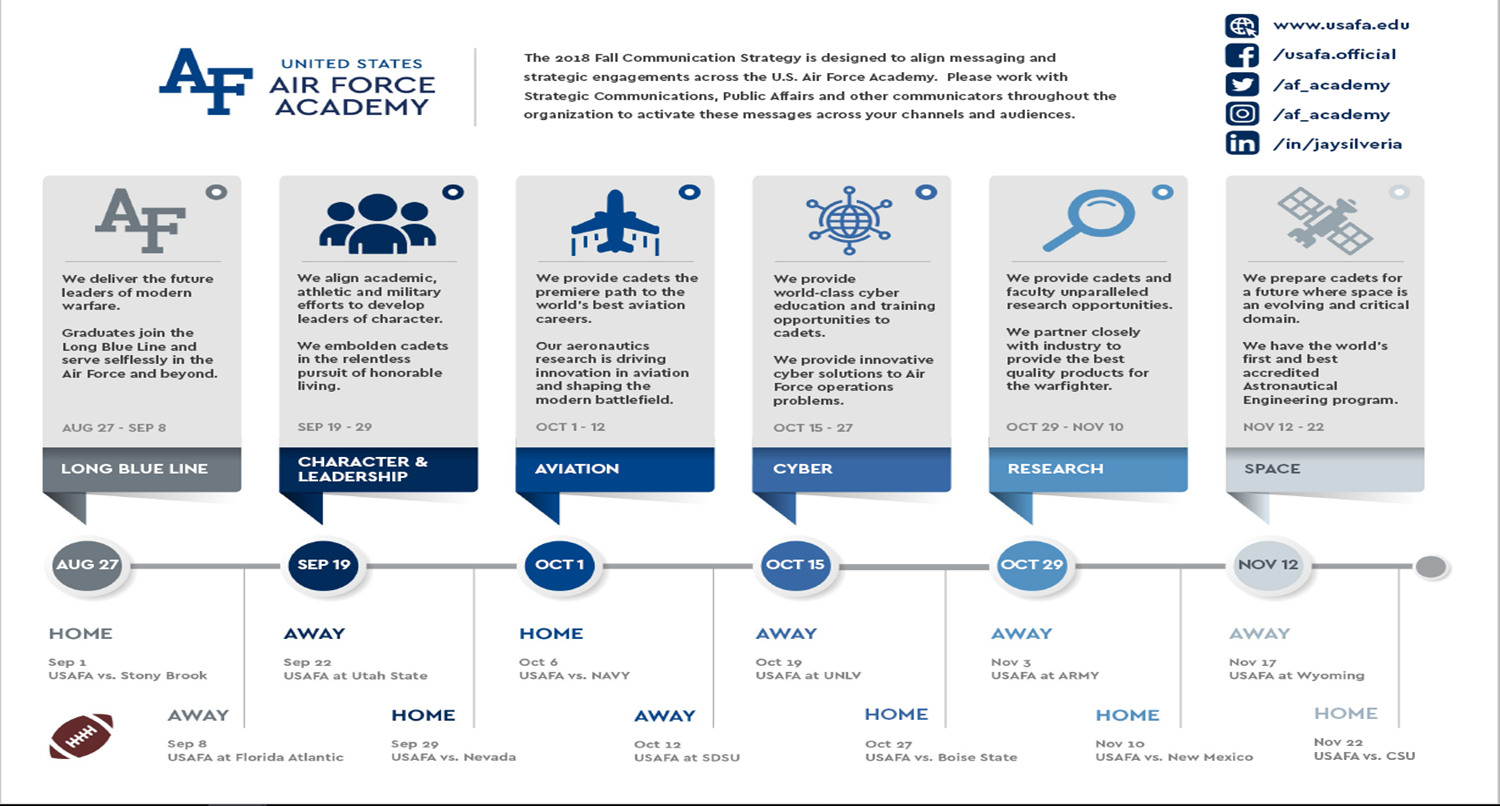 AF
UNITED STATES
AIR FORCE
ACADEMY
The 2018 Fall Communication Strategy is designed to align messaging and
strategic engagements across the U.S. Air Force Academy. Please work with
Strategic Communications, Public Affairs and other communicators throughout the
organization to activate these messages across your channels and audiences.
www.usafa.edu
/usafa.official
/af_academy
/af_academy
/in/jaysilveria
AF
We deliver the future
leaders of modern
warfare.
Graduates join the
Long Blue Line and
serve selflessly in the
Air Force and beyond.
AUG 27 - SEP 8
LONG BLUE LINE
We align academic,
athletic and military
efforts to develop
leaders of character.
We embolden cadets
in the relentless
pursuit of honorable
living.
SEP 19 - 29
CHARACTER &
LEADERSHIP
We provide cadets the
premiere path to the
world's best aviation
careers.
Our aeronautics
research is driving
innovation in aviation
and shaping the
modern battlefield.
OCT 1 - 12
AVIATION
We provide
world-class cyber
education and training
opportunities to
cadets.
We provide innovative
cyber solutions to Air
Force operations
problems.
OCT 15 - 27
CYBER
We provide cadets and
faculty unparalleled
research opportunities.
We partner closely
with industry to
provide the best
quality products for
the warfighter.
OCT 29 - NOV 10
RESEARCH
We prepare cadets for
a future where space is
an evolving and critical
domain.
We have the world's
first and best
accredited
Astronautical
Engineering program.
NOV 12 - 22
SPACE
AUG 27
SEP 19
OCT 1
OCT 15
OCT 29
NOV 12
HOME
Sep 1
USAFA vs. Stony Brook
AWAY
Sep 8
USAFA at Florida Atlantic
AWAY
Sep 22
USAFA at Utah State
HOME
Sep 29
USAFA vs. Nevada
HOME
Oct 6
USAFA vs. NAVY
AWAY
Oct 12
USAFA at SDSU
AWAY
Oct 19
USAFA at UNLV
HOME
Oct 27
USAFA vs. Boise State
AWAY
Nov 3
USAFA at ARMY
HOME
Nov 10
USAFA vs. New Mexico
AWAY
Nov 17
USAFA at Wyoming
HOME
Nov 22
USAFA vs. CSU